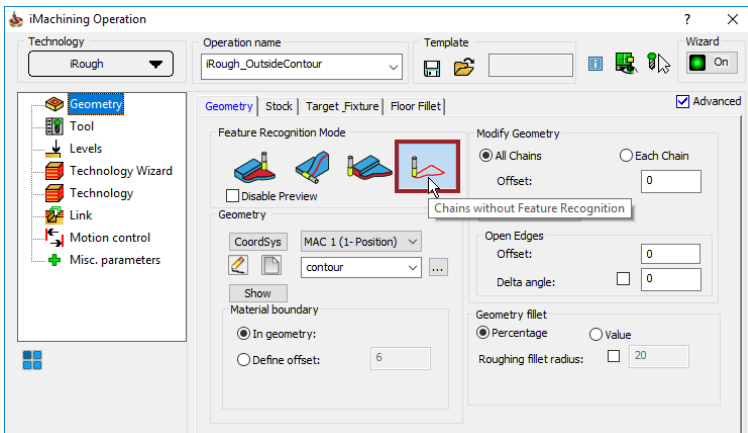 iMachining Operation
? X
Technology
iRough
Operation name
iRough_OutsideContour
Template
Wizard
On
Geometry
Tool
Levels
Technology Wizard
Technology
Link
Motion control
Misc. parameters
Geometry Stock Target_Fixture Floor Fillet
Advanced
Feature Recognition Mode
Disable Preview
Geometry
CoordSys MAC 1 (1- Position)
contour ...
Show
Material boundary
In geometry:
Define offset: 6
Modify Geometry
All Chains Each Chain
Offset: 0
Chains without Feature Recognition
Open Edges
Offset: 0
Delta angle: 0
Geometry fillet
Percentage Value
Roughing fillet radius: 20